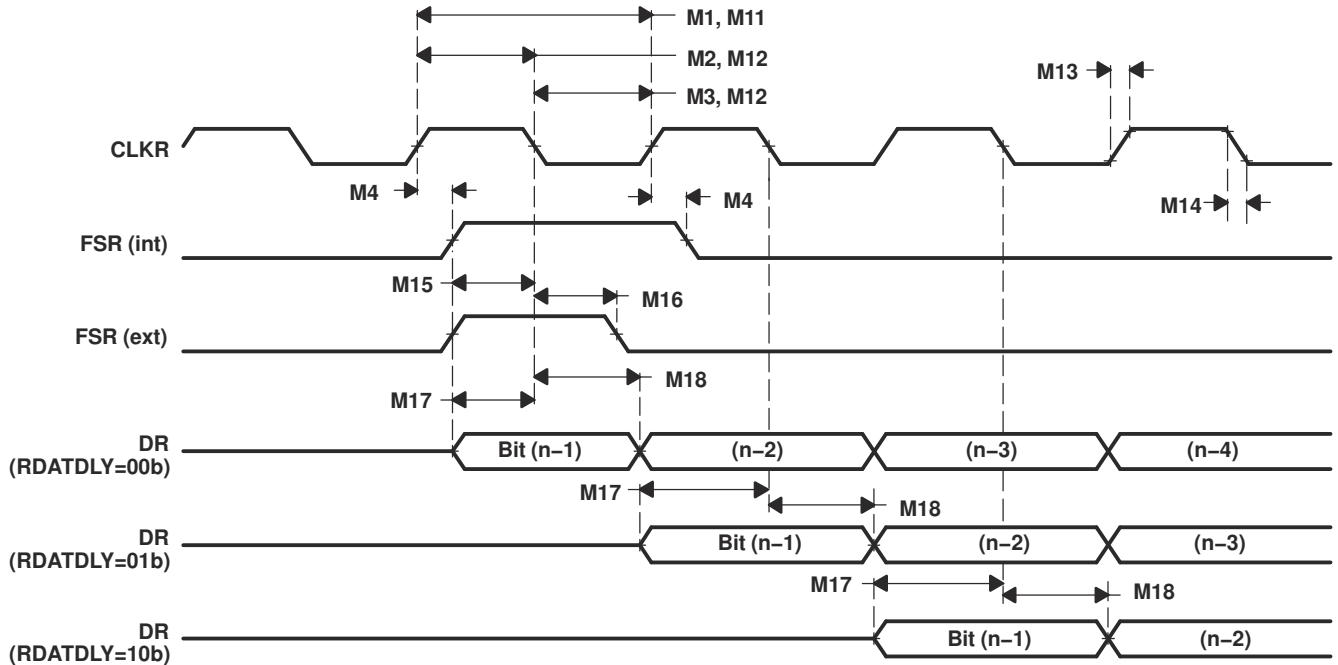 M1, M11
M2, M12
M13
M3, M12
CLKR
M4
M4
M14
FSR (int)
M15
M16
FSR (ext)
M18
M17
DR
(RDATDLY=00b)
Bit (n−1)
(n−2)
(n−3)
(n−4)
M17
M18
DR
(RDATDLY=01b)
Bit (n−1)
(n−2)
(n−3)
M17
M18
DR
(RDATDLY=10b)
Bit (n−1)
(n−2)